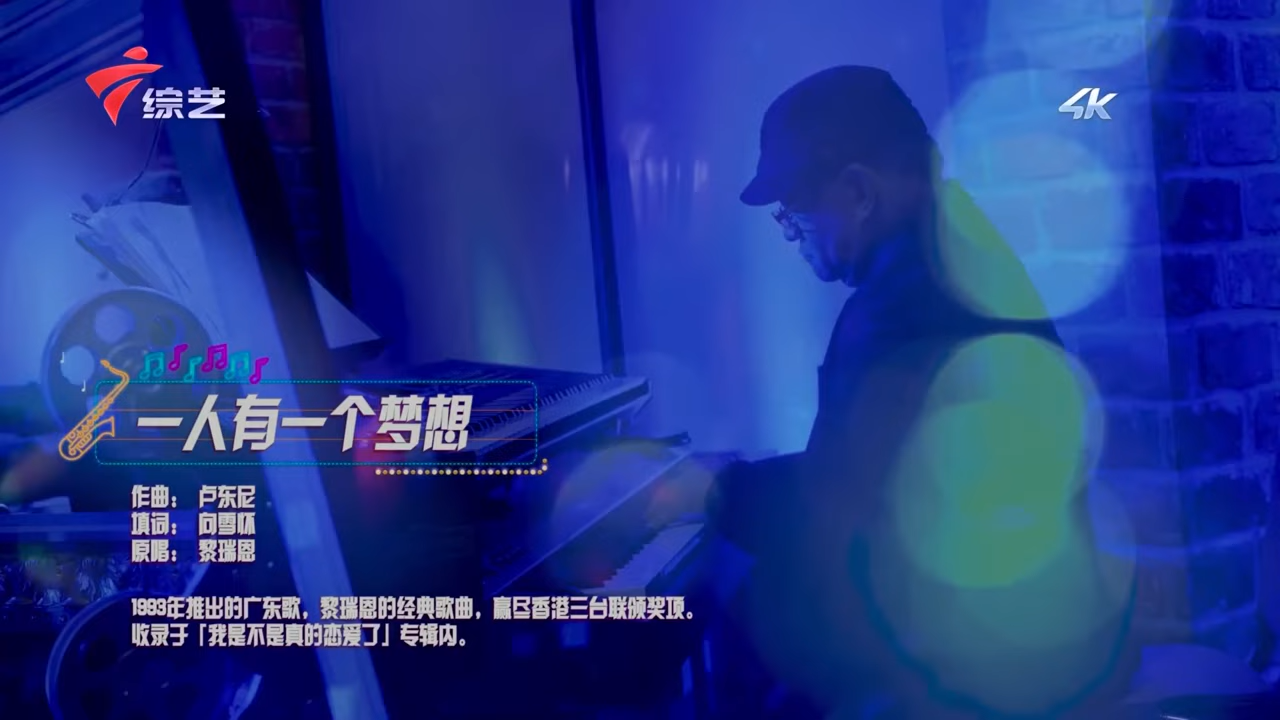 综艺
4K
一人有一个梦想
作曲： 卢东尼
填词： 向雪怀
原唱： 黎瑞恩
1993年推出的广东歌，黎瑞恩的经典歌曲，赢尽香港三台联颁奖项。
收录于「我是不是真的恋爱了」专辑内。